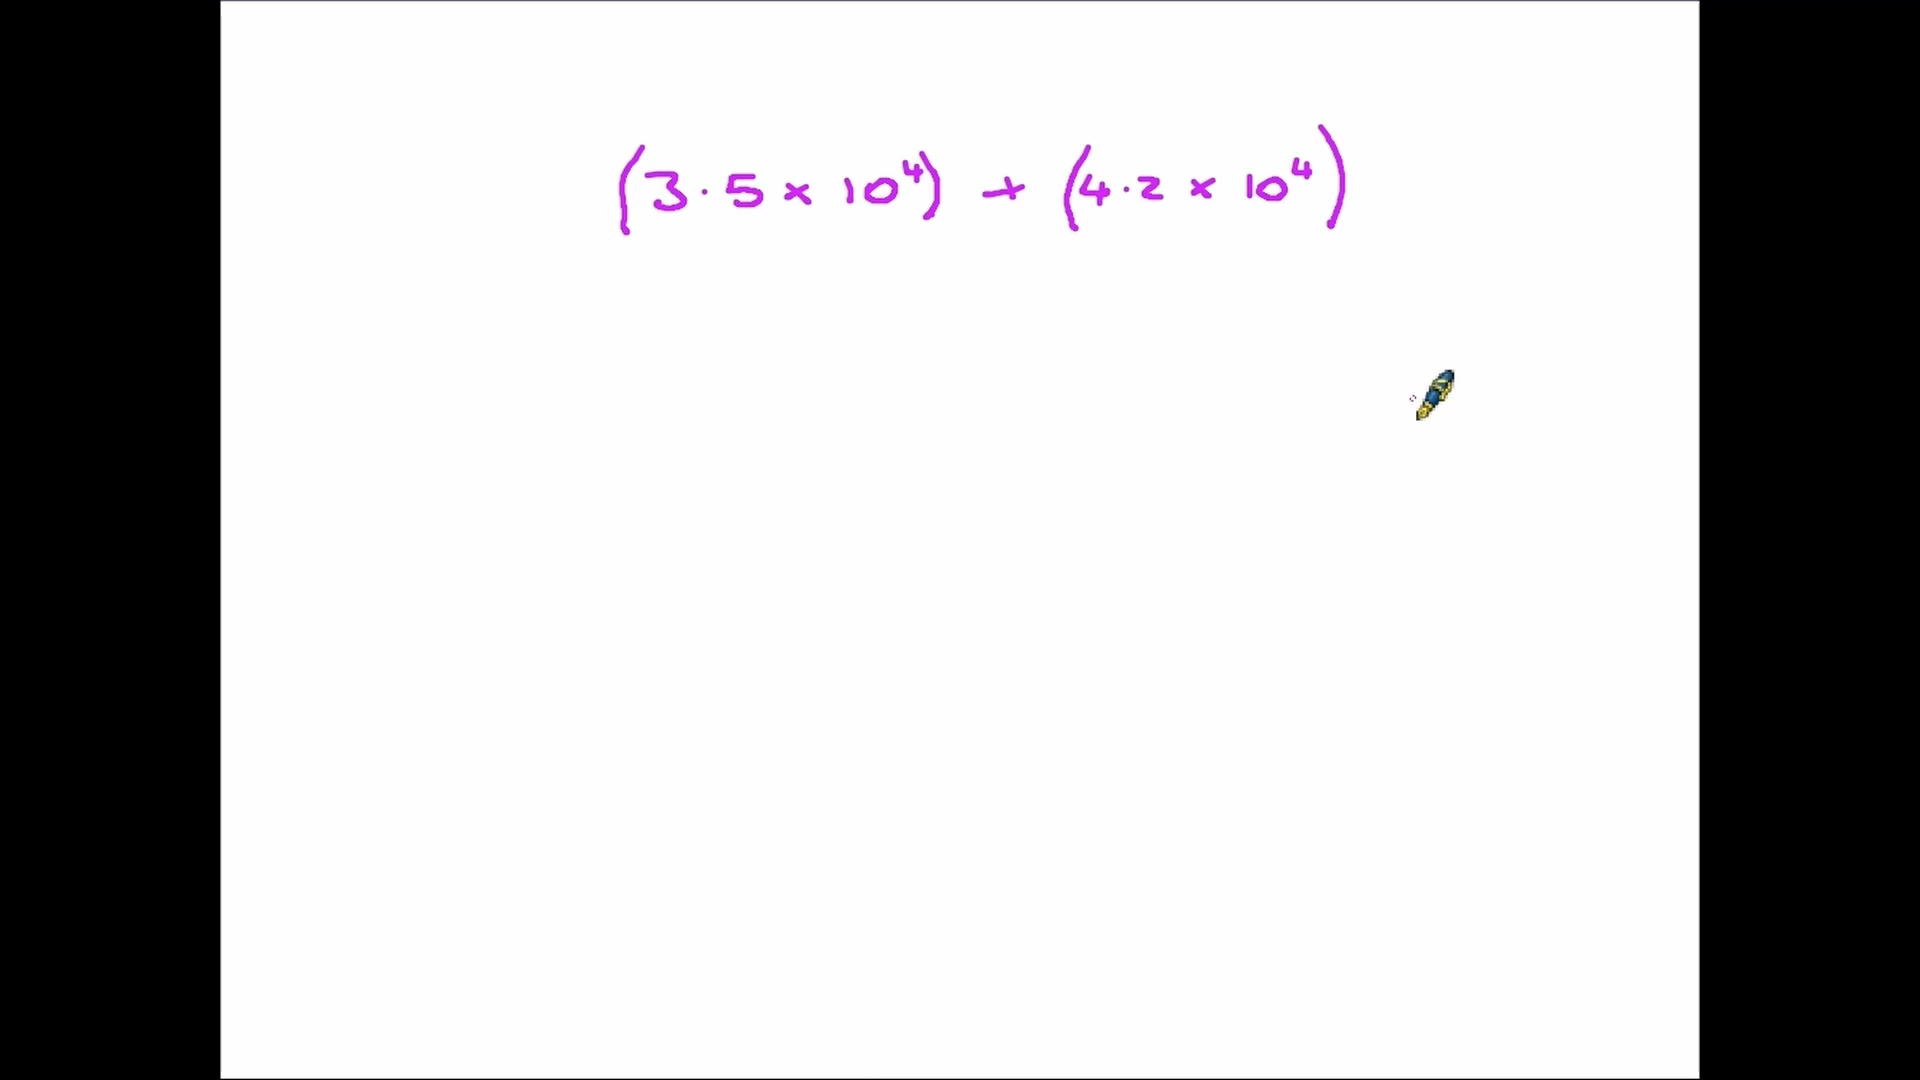 (3·5 × 10⁴) + (4·2 × 10⁴)